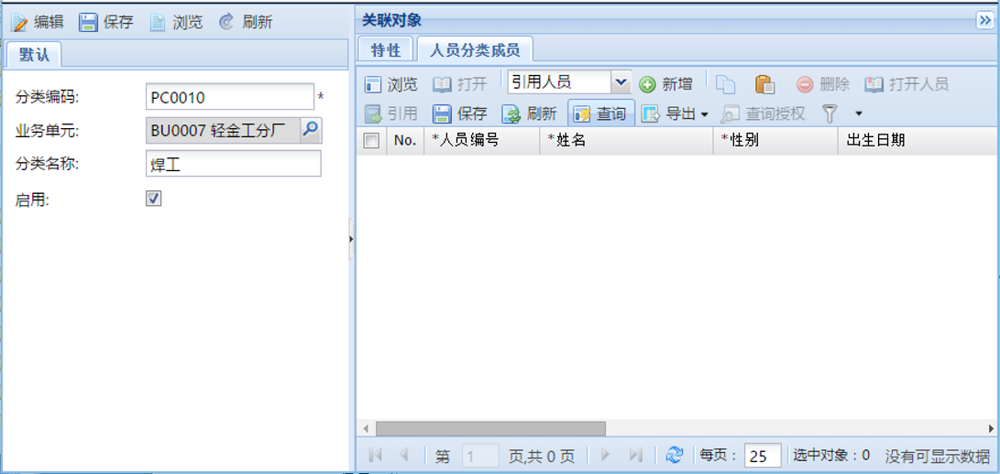 编辑 保存 浏览 刷新
默认
分类编码: PC0010 *
业务单元: BU0007 轻金工分厂
分类名称: 焊工
启用:
关联对象
特性 人员分类成员
浏览 打开 引用人员 新增 删除 打开人员
引用 保存 刷新 查询 导出 查询授权
No. *人员编号 *姓名 *性别 出生日期
第 1 页,共 0 页 每页: 25 选中对象:0 没有可显示数据